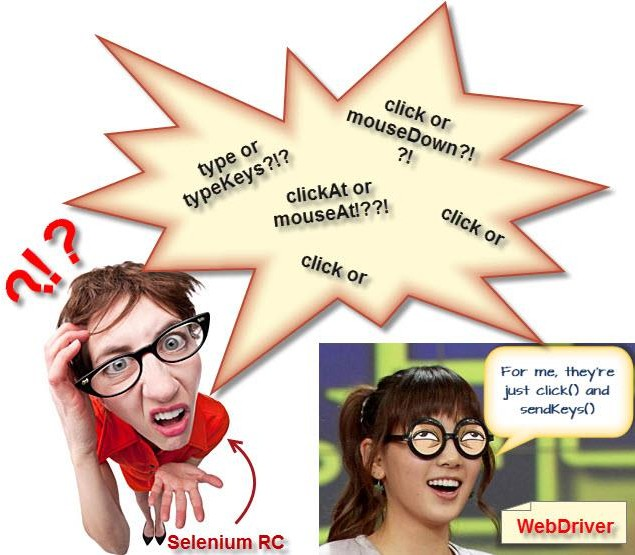 click or
mouseDown?!
?!
type or
typeKeys?!?
clickAt or
mouseAt!??!
click or
click or
?!?
For me, they're
just click() and
sendKeys()
WebDriver
Selenium RC